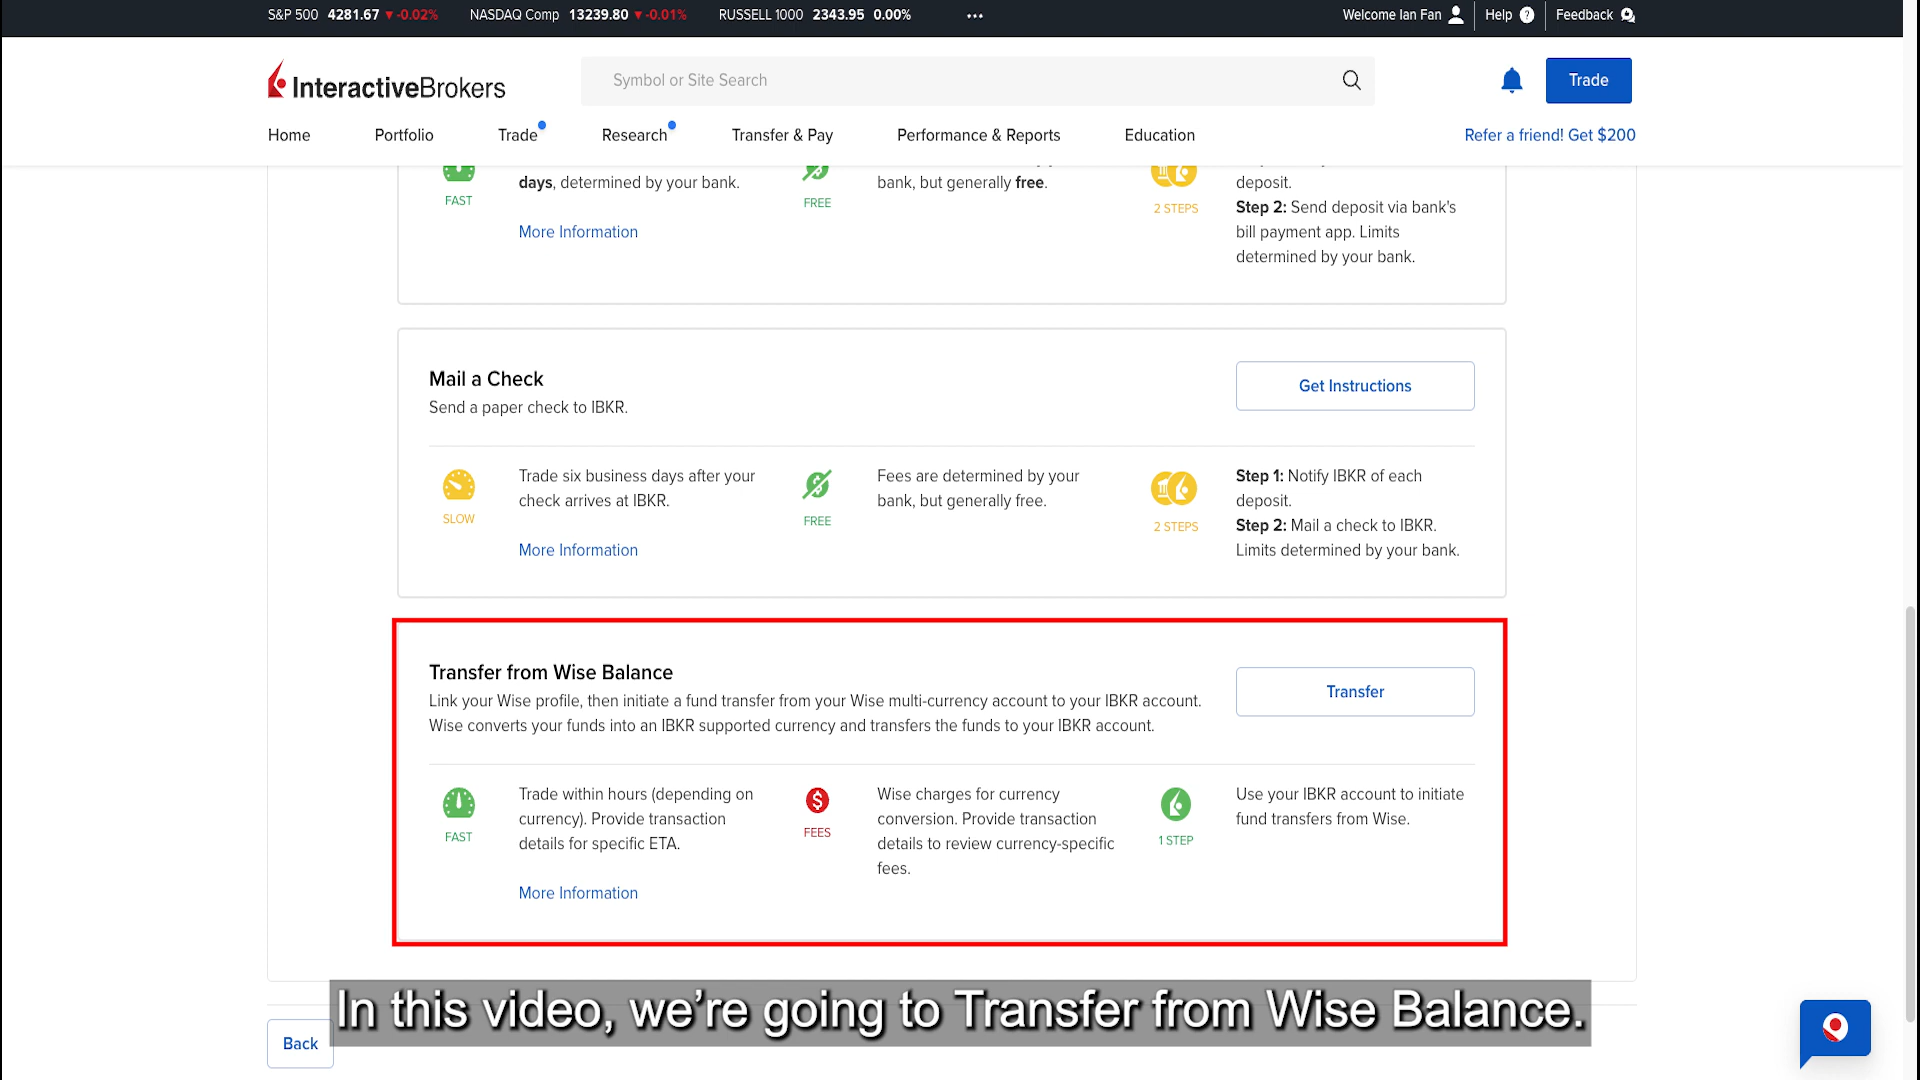 S&P 500 4281.67 ▼-0.02% NASDAQ Comp 13239.80 ▼-0.01% RUSSELL 1000 2343.95 0.00% ••• Welcome Ian Fan Help ? Feedback
InteractiveBrokers Symbol or Site Search Trade
Home Portfolio Trade Research Transfer & Pay Performance & Reports Education Refer a friend! Get $200
FAST
days, determined by your bank.
More Information
FREE
bank, but generally free.
2 STEPS
deposit.
Step 2: Send deposit via bank's
bill payment app. Limits
determined by your bank.
Mail a Check
Send a paper check to IBKR.
Get Instructions
SLOW
Trade six business days after your
check arrives at IBKR.
More Information
FREE
Fees are determined by your
bank, but generally free.
2 STEPS
Step 1: Notify IBKR of each
deposit.
Step 2: Mail a check to IBKR.
Limits determined by your bank.
Transfer from Wise Balance
Link your Wise profile, then initiate a fund transfer from your Wise multi-currency account to your IBKR account.
Wise converts your funds into an IBKR supported currency and transfers the funds to your IBKR account.
Transfer
FAST
Trade within hours (depending on
currency). Provide transaction
details for specific ETA.
More Information
$
FEES
Wise charges for currency
conversion. Provide transaction
details to review currency-specific
fees.
1 STEP
Use your IBKR account to initiate
fund transfers from Wise.
In this video, we're going to Transfer from Wise Balance.
Back